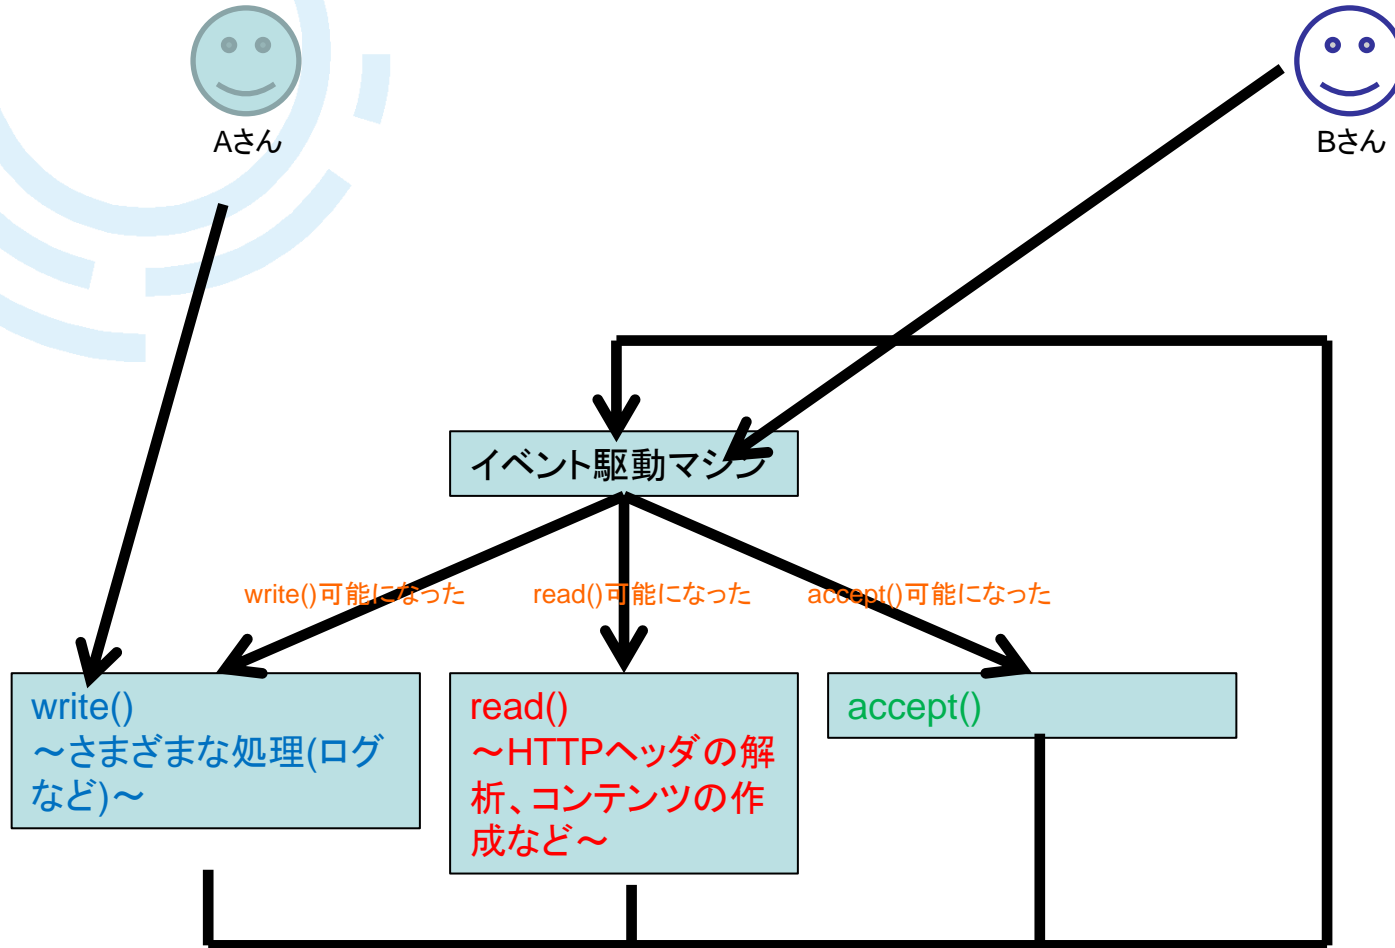 Aさん
Bさん
イベント駆動マシン
write()可能になった
read()可能になった
accept()可能になった
write()
～さまざまな処理(ログ
など)～
read()
～HTTPヘッダの解
析、コンテンツの作
成など～
accept()